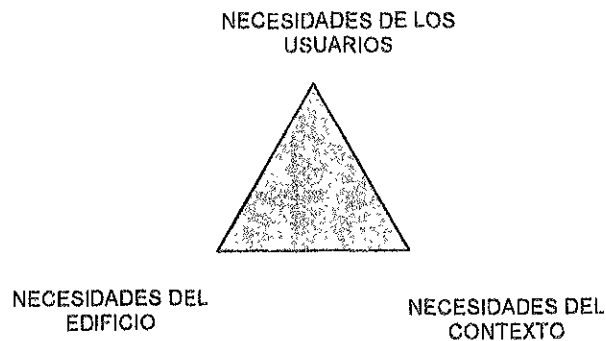 NECESIDADES DE LOS
USUARIOS
NECESIDADES DEL
EDIFICIO
NECESIDADES DEL
CONTEXTO